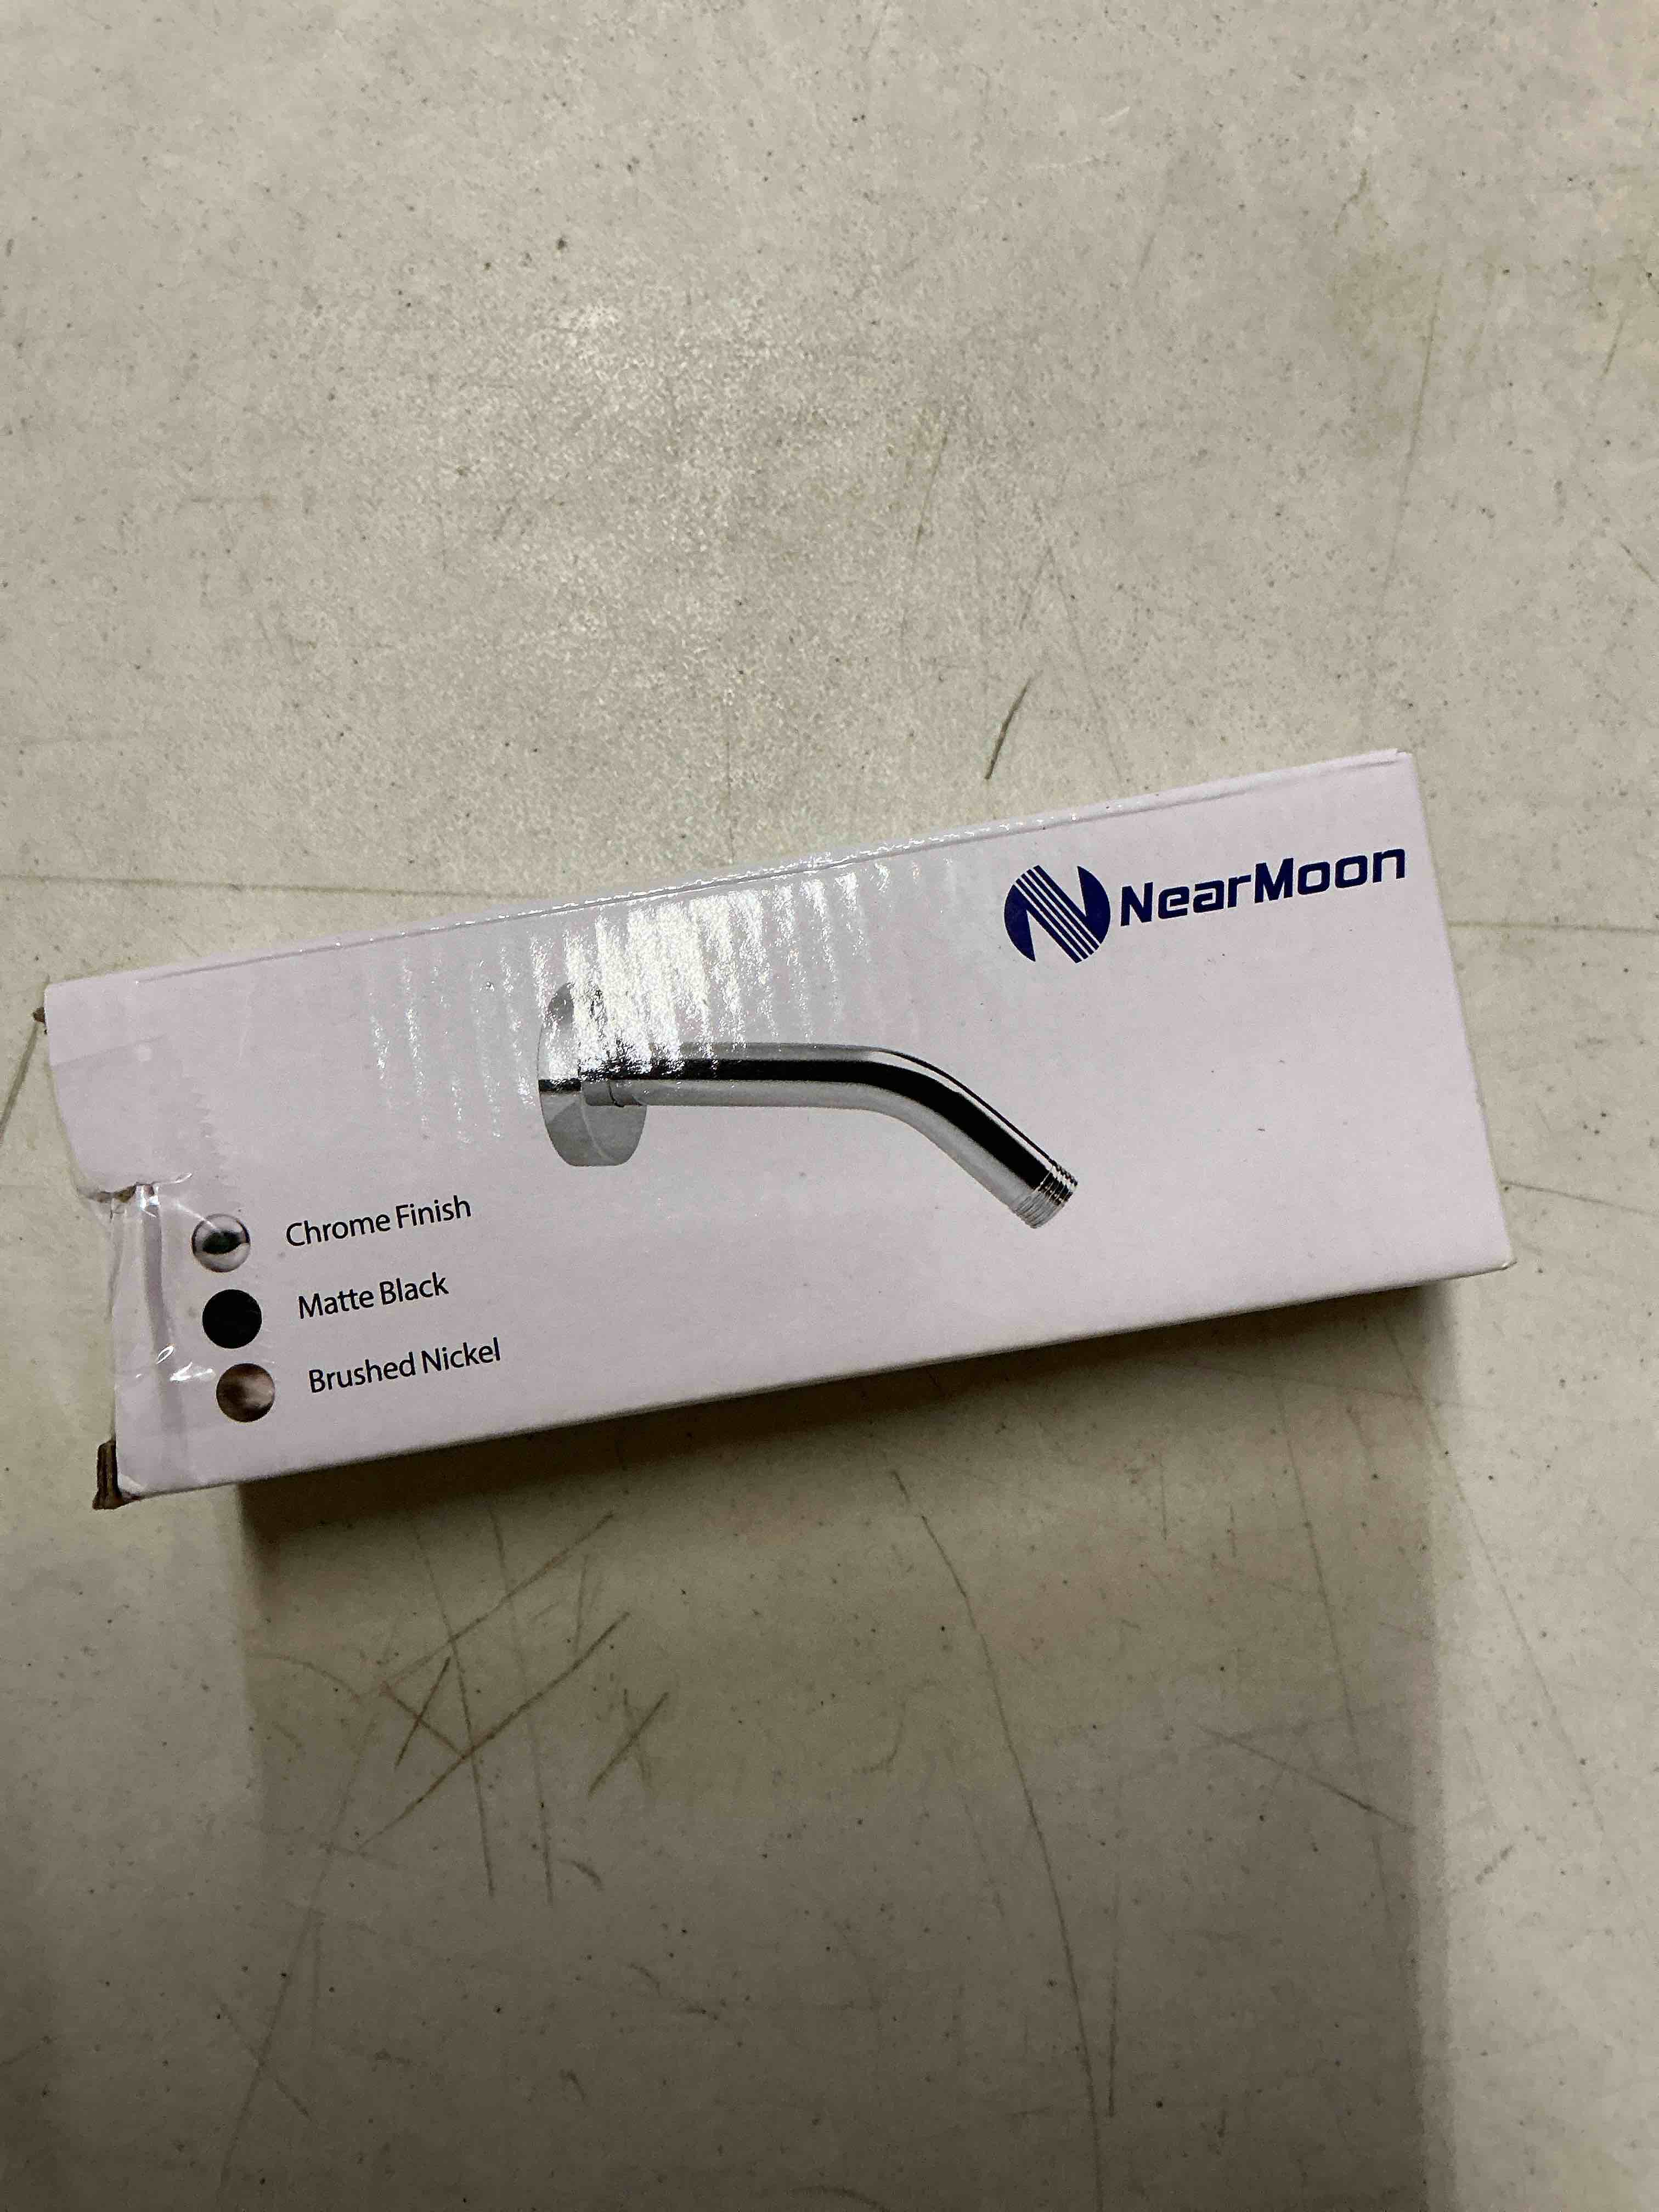 NearMoon
Chrome Finish
Matte Black
Brushed Nickel